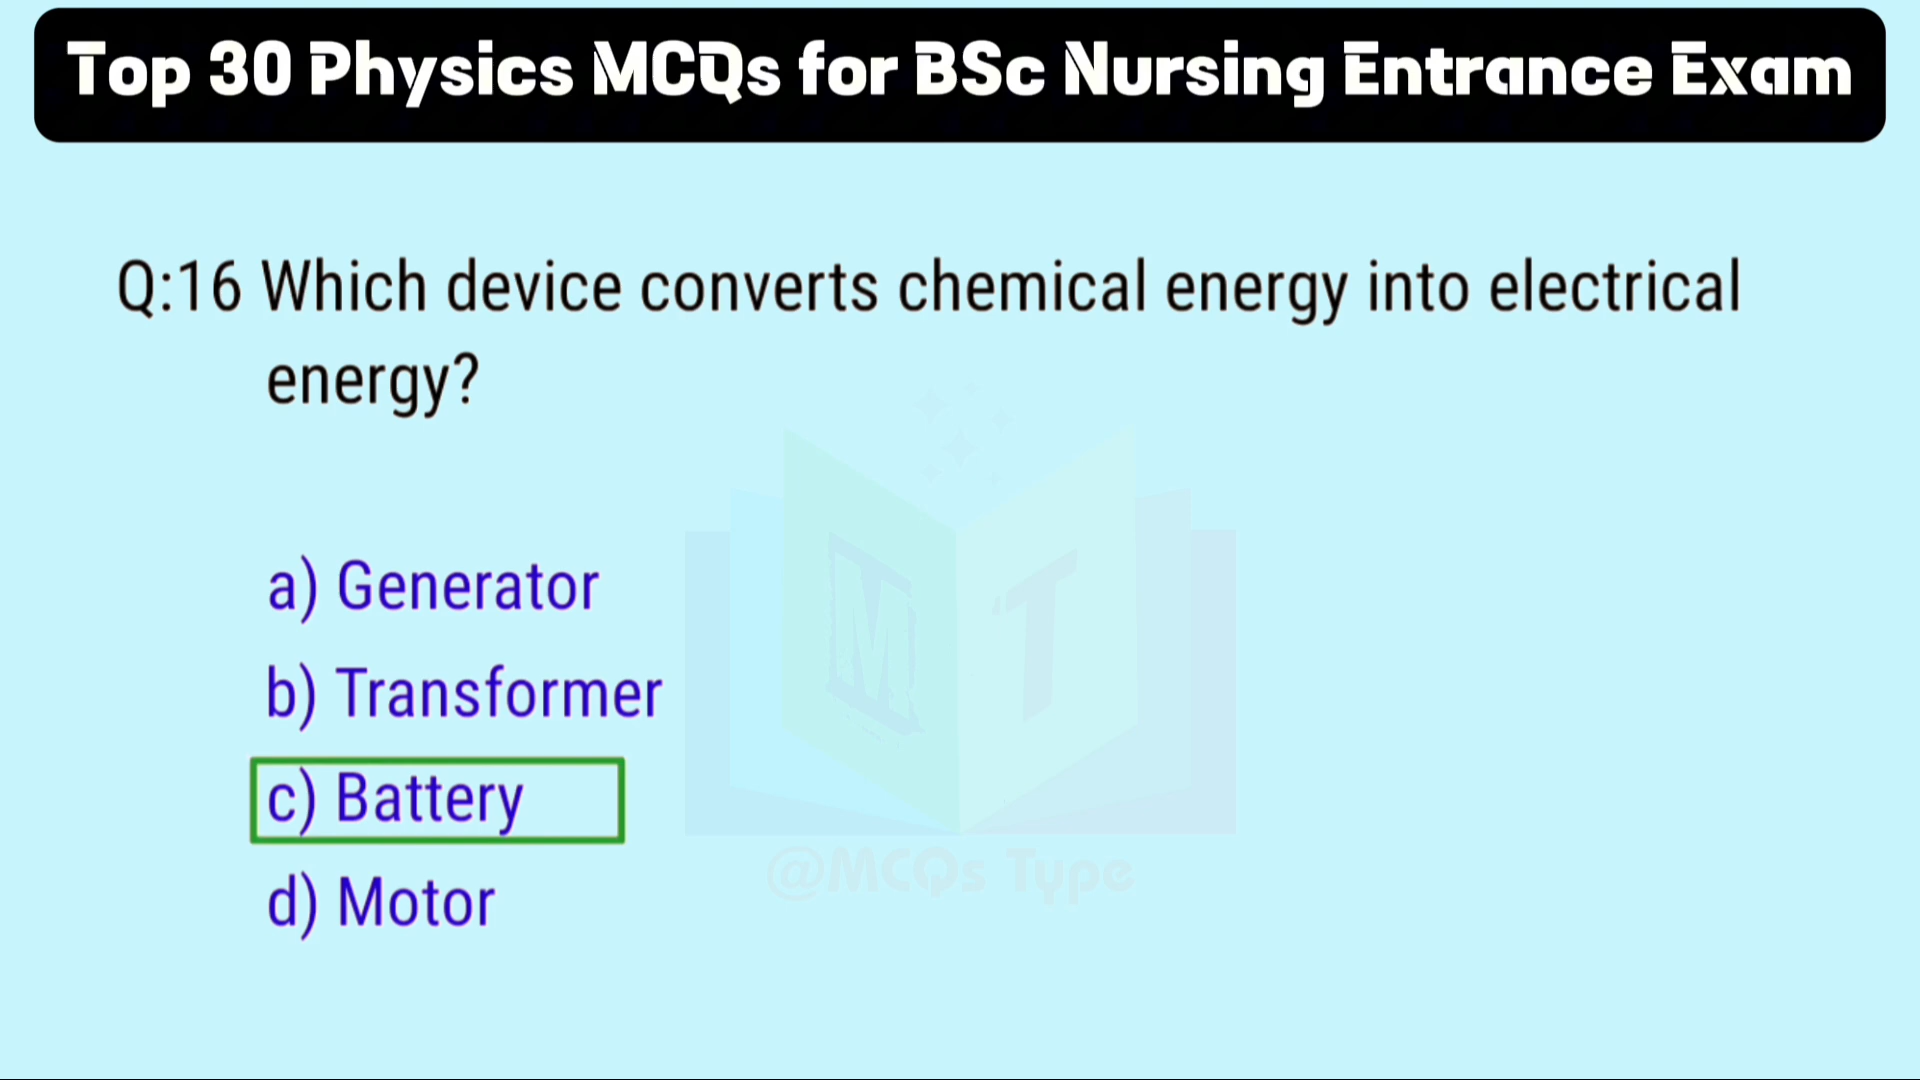 Top 30 Physics MCQs for BSc Nursing Entrance Exam
Q:16 Which device converts chemical energy into electrical
energy?
a) Generator
b) Transformer
c) Battery
d) Motor
M T
@MCQs Type